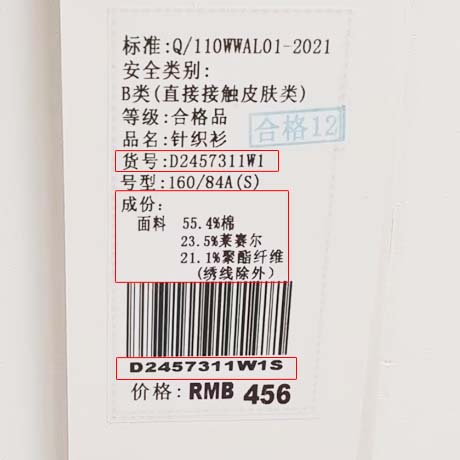 标准:Q/110WWAL01-2021
安全类别:
B类(直接接触皮肤类)
等级:合格品
合格12
品名:针织衫
货号:D2457311W1
号型:160/84A(S)
成份:
面料 55.4%棉
23.5%莱赛尔
21.1%聚酯纤维
(绣线除外)
D2457311W1S
价格: RMB 456